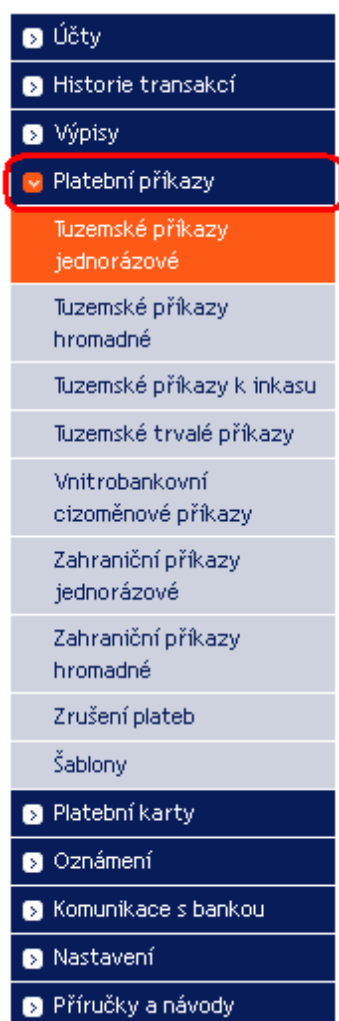 Účty
Historie transakcí
Výpisy
Platební příkazy
Tuzemské příkazy
jednorázové
Tuzemské příkazy
hromadné
Tuzemské příkazy k inkasu
Tuzemské trvalé příkazy
Vnitrobankovní
cizoměnové příkazy
Zahraniční příkazy
jednorázové
Zahraniční příkazy
hromadné
Zrušení plateb
Šablony
Platební karty
Oznámení
Komunikace s bankou
Nastavení
Příručky a návody